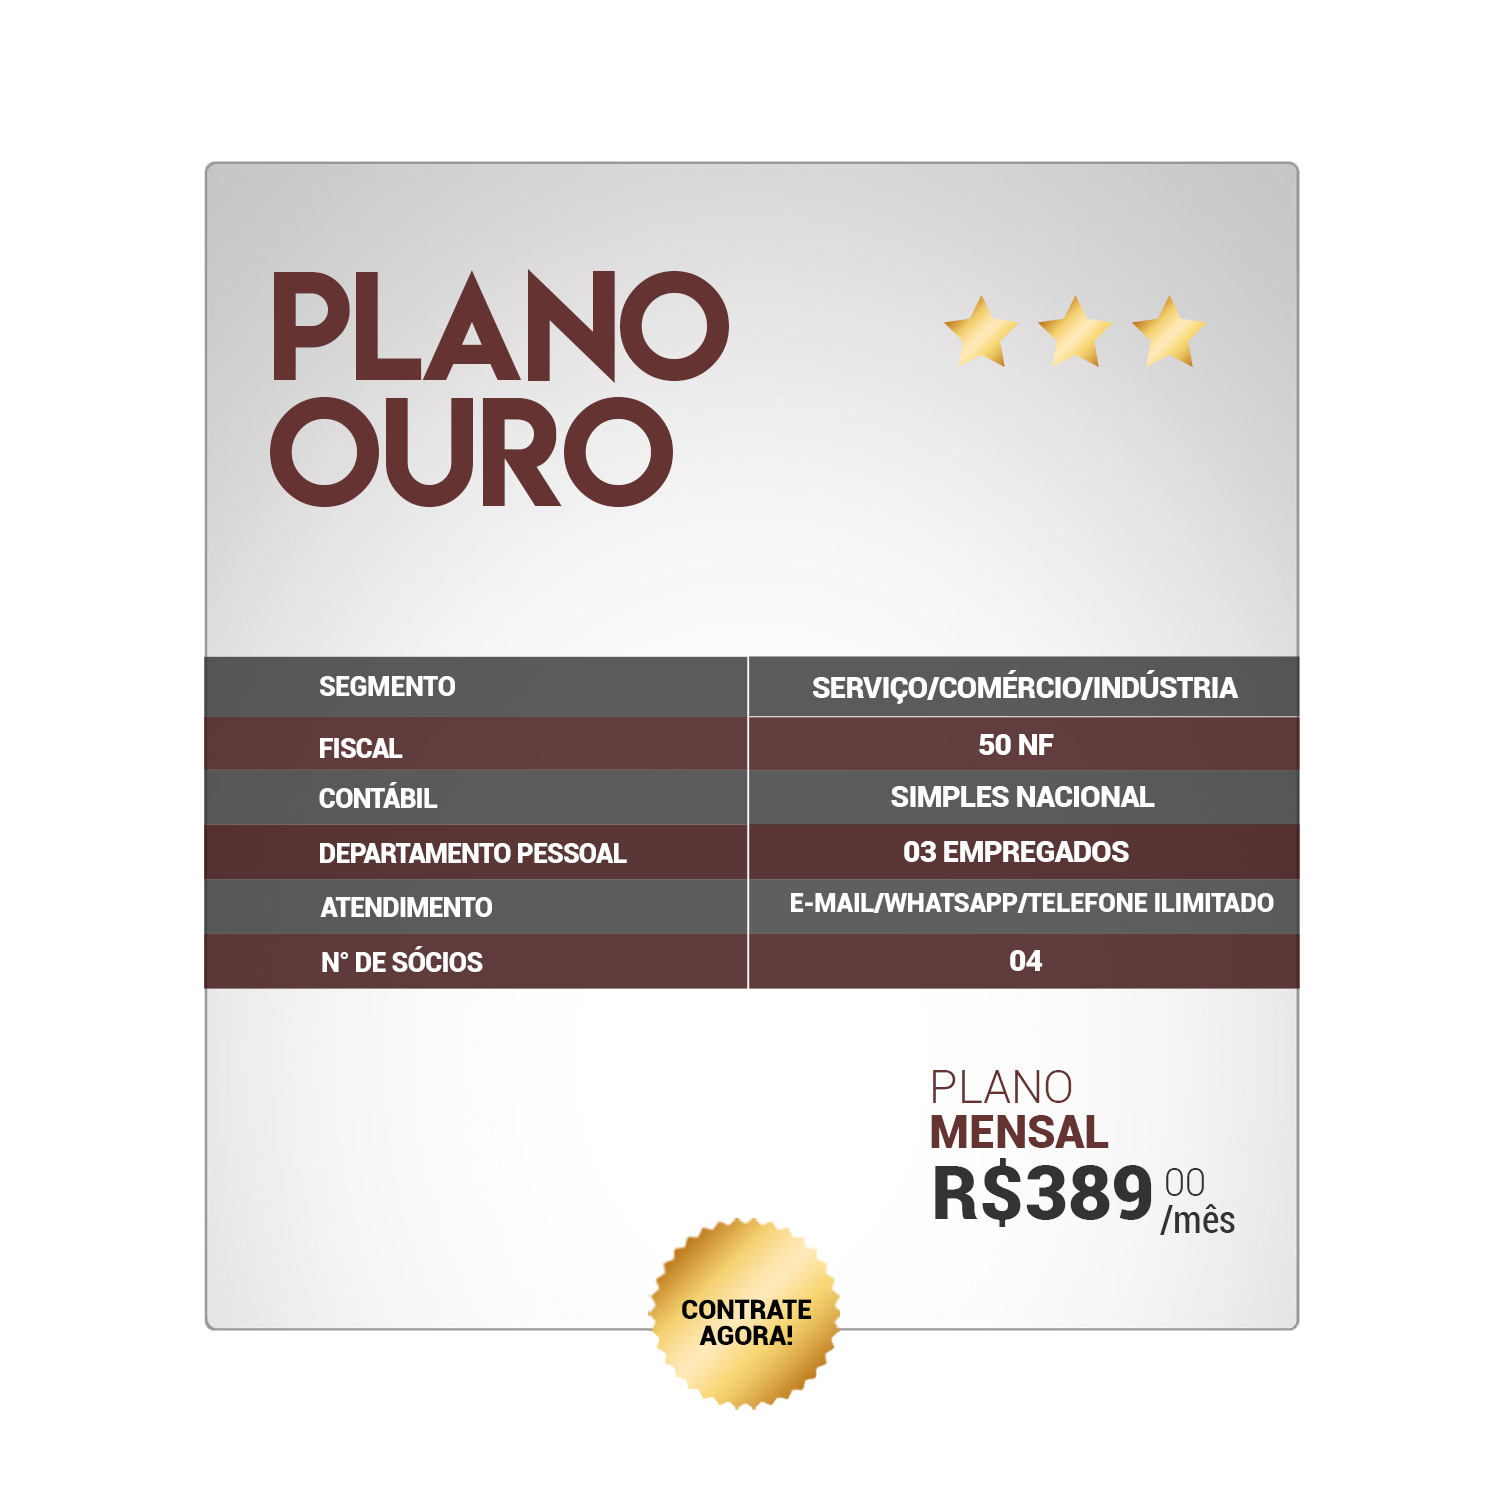 PLANO
OURO
SEGMENTO
SERVIÇO/COMÉRCIO/INDÚSTRIA
FISCAL
50 NF
CONTÁBIL
SIMPLES NACIONAL
DEPARTAMENTO PESSOAL
03 EMPREGADOS
ATENDIMENTO
E-MAIL/WHATSAPP/TELEFONE ILIMITADO
N° DE SÓCIOS
04
PLANO
MENSAL
R$389 00
/mês
CONTRATE
AGORA!